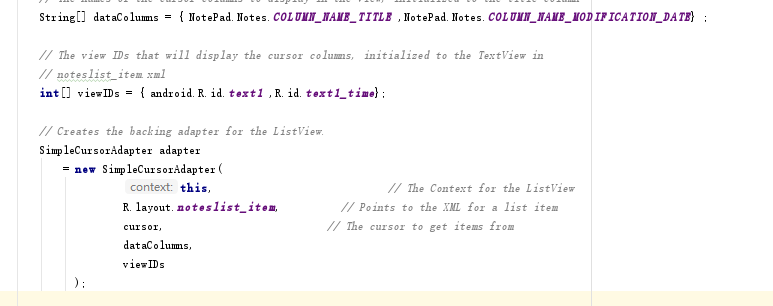 // The names of the cursor columns to display in the view, initialized to the title column
String[] dataColumns = { NotePad.Notes.COLUMN_NAME_TITLE ,NotePad.Notes.COLUMN_NAME_MODIFICATION_DATE} ;
// The view IDs that will display the cursor columns, initialized to the TextView in
// noteslist_item.xml
int[] viewIDs = { android.R.id.text1 ,R.id.text1_time};
// Creates the backing adapter for the ListView.
SimpleCursorAdapter adapter
= new SimpleCursorAdapter(
context: this, // The Context for the ListView
R.layout.noteslist_item, // Points to the XML for a list item
cursor, // The cursor to get items from
dataColumns,
viewIDs
);